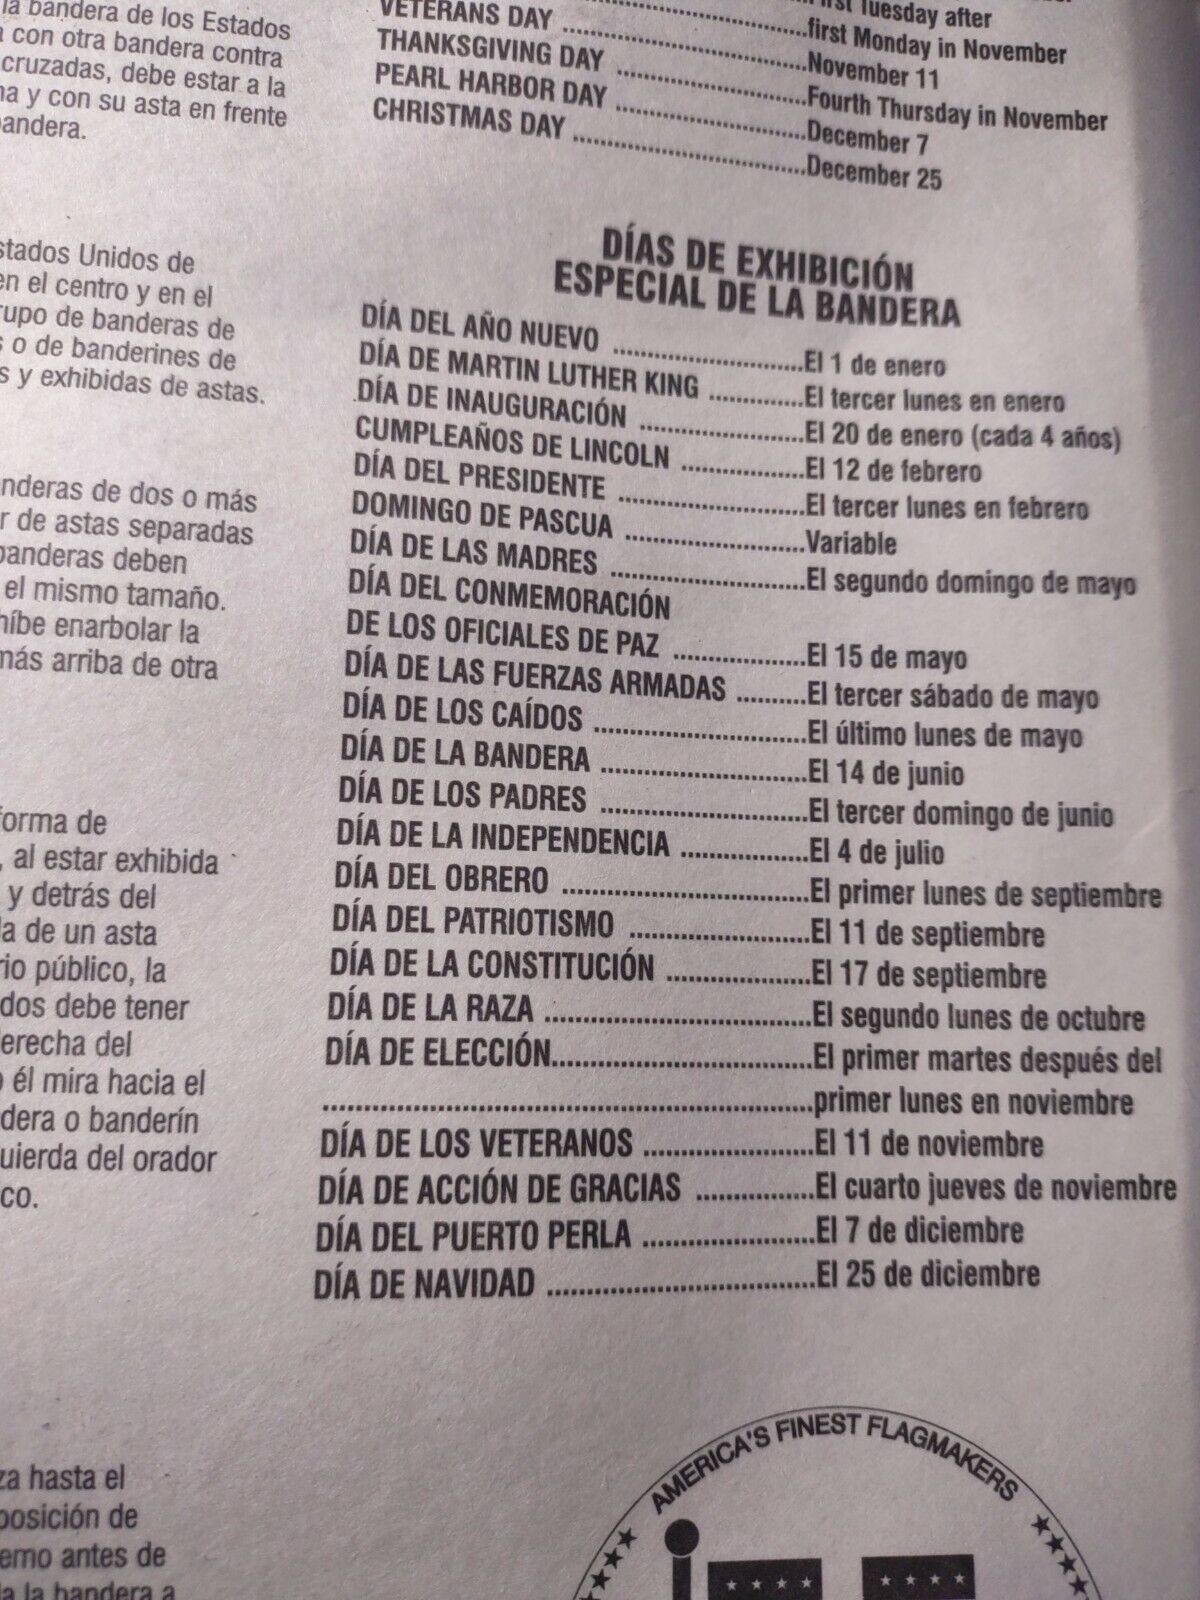 la bandera de los Estados
con otra bandera contra
cruzadas, debe estar a la
y con su asta en frente
bandera.
stados Unidos de
en el centro y en el
rupo de banderas de
s o de banderines de
s y exhibidas de astas.
nderas de dos o más
r de astas separadas
banderas deben
el mismo tamaño.
híbe enarbolar la
más arriba de otra
forma de
, al estar exhibida
y detrás del
la de un asta
rio público, la
dos debe tener
erecha del
él mira hacia el
dera o banderín
uierda del orador
co.
za hasta el
posición de
emo antes de
la la bandera a
Tuesday after
first Monday in November
VETERANS DAY ..........November 11
THANKSGIVING DAY ..........Fourth Thursday in November
PEARL HARBOR DAY ..........December 7
CHRISTMAS DAY ..........December 25
DÍAS DE EXHIBICIÓN
ESPECIAL DE LA BANDERA
DÍA DEL AÑO NUEVO ..........El 1 de enero
DÍA DE MARTIN LUTHER KING ..........El tercer lunes en enero
DÍA DE INAUGURACIÓN ..........El 20 de enero (cada 4 años)
CUMPLEAÑOS DE LINCOLN ..........El 12 de febrero
DÍA DEL PRESIDENTE ..........El tercer lunes en febrero
DOMINGO DE PASCUA ..........Variable
DÍA DE LAS MADRES ..........El segundo domingo de mayo
DÍA DEL CONMEMORACIÓN
DE LOS OFICIALES DE PAZ ..........El 15 de mayo
DÍA DE LAS FUERZAS ARMADAS ..........El tercer sábado de mayo
DÍA DE LOS CAÍDOS ..........El último lunes de mayo
DÍA DE LA BANDERA ..........El 14 de junio
DÍA DE LOS PADRES ..........El tercer domingo de junio
DÍA DE LA INDEPENDENCIA ..........El 4 de julio
DÍA DEL OBRERO ..........El primer lunes de septiembre
DÍA DEL PATRIOTISMO ..........El 11 de septiembre
DÍA DE LA CONSTITUCIÓN ..........El 17 de septiembre
DÍA DE LA RAZA ..........El segundo lunes de octubre
DÍA DE ELECCIÓN..........El primer martes después del
..........primer lunes en noviembre
DÍA DE LOS VETERANOS ..........El 11 de noviembre
DÍA DE ACCIÓN DE GRACIAS ..........El cuarto jueves de noviembre
DÍA DEL PUERTO PERLA ..........El 7 de diciembre
DÍA DE NAVIDAD ..........El 25 de diciembre
AMERICA'S FINEST FLAGMAKERS